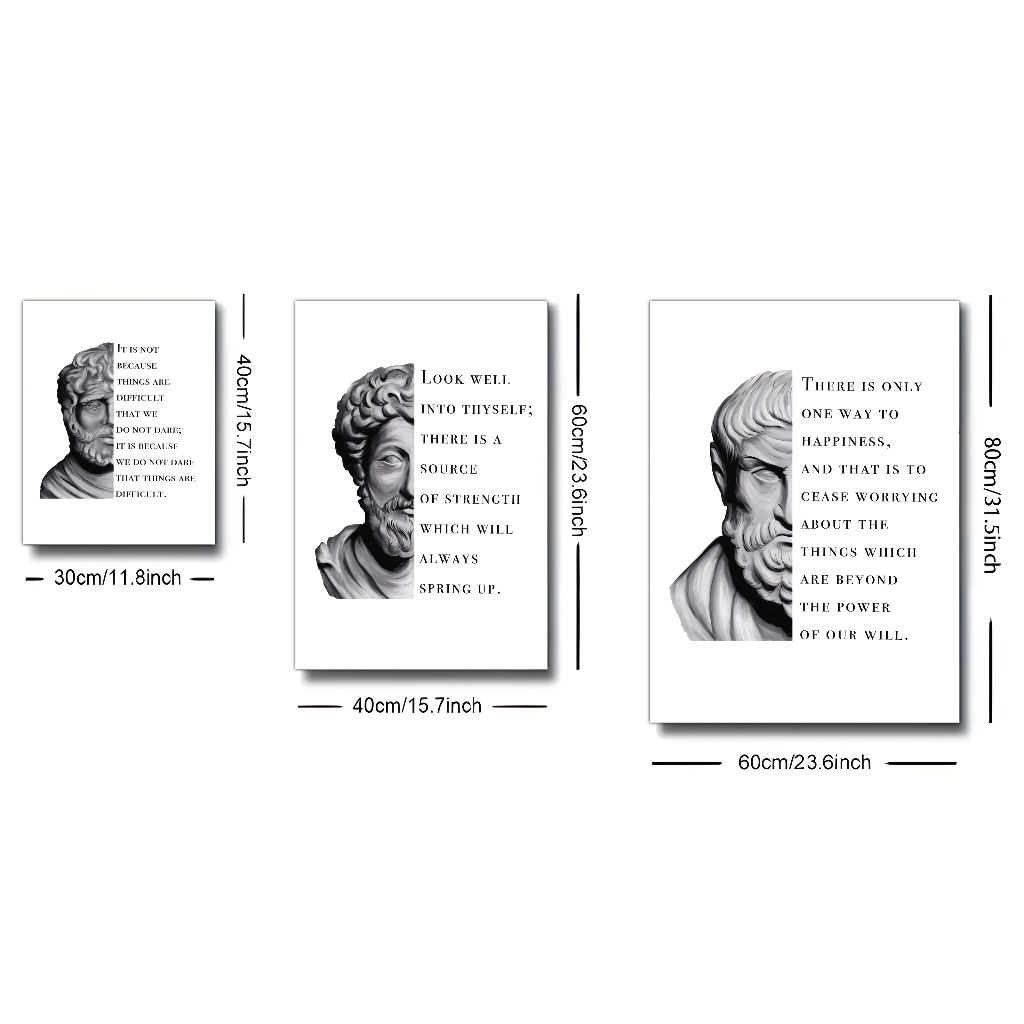 IT IS NOT
BECAUSE
THINGS ARE
DIFFICULT
THAT WE
DO NOT DARE;
IT IS BECAUSE
WE DO NOT DARE
THAT THINGS ARE
DIFFICULT.
40cm/15.7inch
30cm/11.8inch
LOOK WELL
INTO THYSELF;
THERE IS A
SOURCE
OF STRENGTH
WHICH WILL
ALWAYS
SPRING UP.
60cm/23.6inch
40cm/15.7inch
THERE IS ONLY
ONE WAY TO
HAPPINESS,
AND THAT IS TO
CEASE WORRYING
ABOUT THE
THINGS WHICH
ARE BEYOND
THE POWER
OF OUR WILL.
80cm/31.5inch
60cm/23.6inch